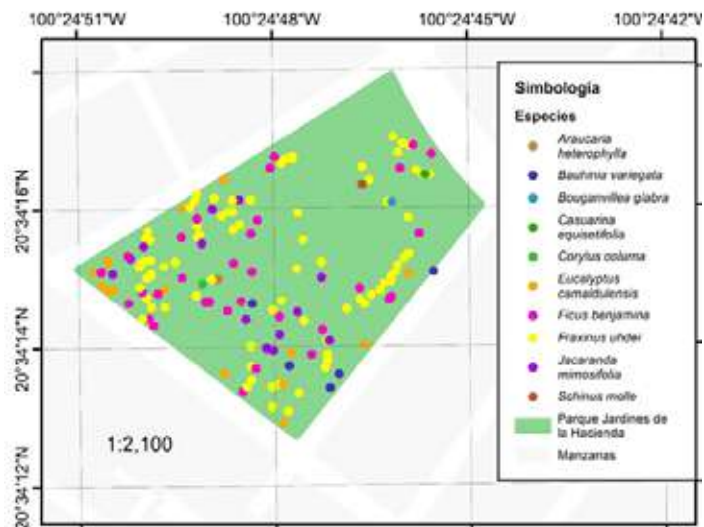 100°24'51"O
100°24'48"O
100°24'45"O
100°24'42"O
20°34'16"N
20°34'14"N
20°34'12"N
1:2,100
Simbología
Especies
Araucaria
heterophylla
Bauhinia variegata
Bouganvillea glabra
Casuarina
equisetifolia
Corylus colurna
Eucalyptus
camaldulensis
Ficus benjamina
Fraxinus uhdei
Jacaranda
mimosifolia
Schinus molle
Parque Jardines de
la Hacienda
Manzanas